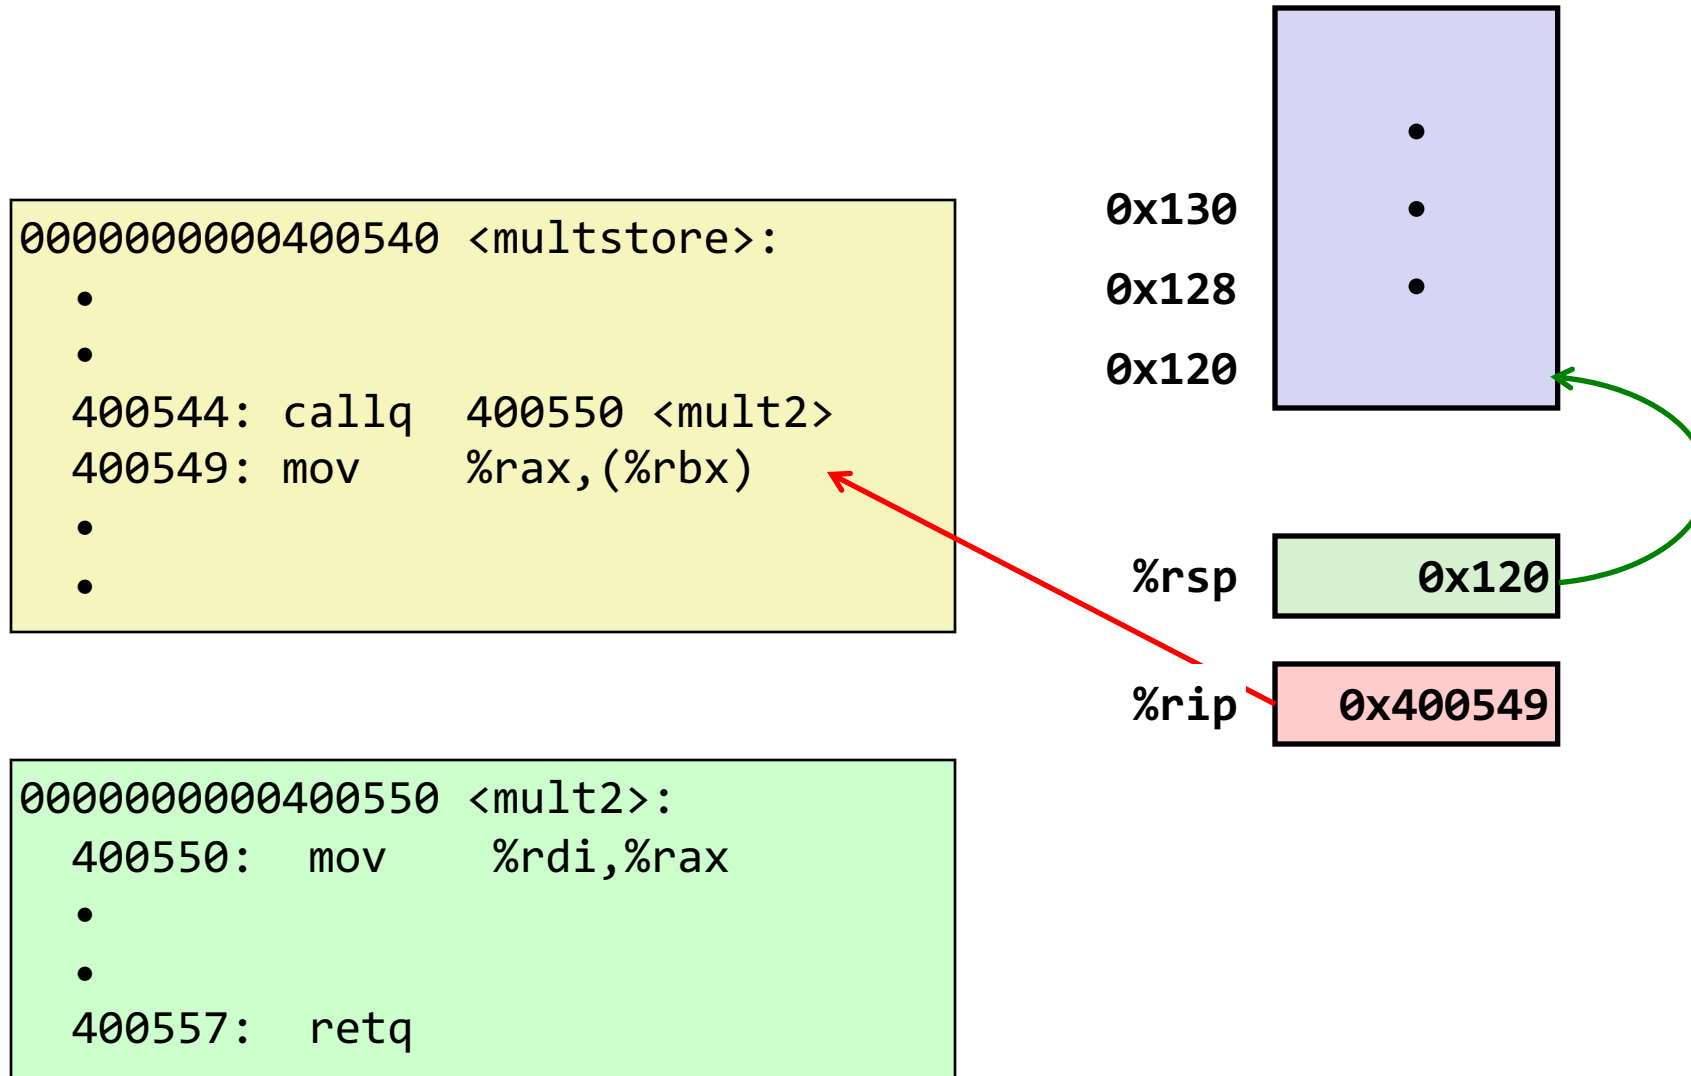 0000000000400540 <multstore>:
•
•
400544: callq  400550 <mult2>
400549: mov    %rax,(%rbx)
•
•
0000000000400550 <mult2>:
400550:  mov    %rdi,%rax
•
•
400557:  retq
•
0x130 •
0x128 •
0x120
%rsp 0x120
%rip 0x400549